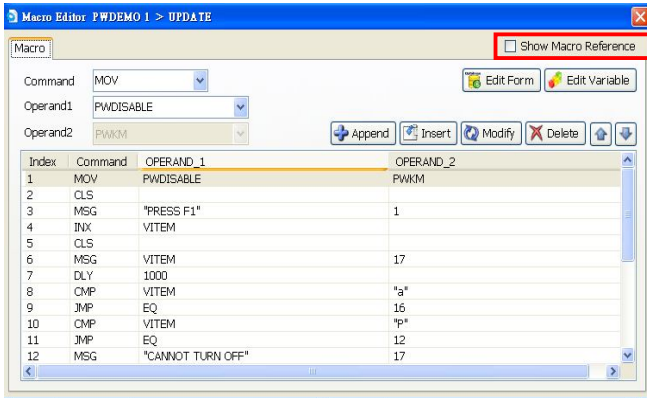 Macro Editor PWDEMO 1 > UPDATE
Macro
Show Macro Reference
Command MOV
Edit Form Edit Variable
Operand1 PWDISABLE
Operand2 PWKM
Append Insert Modify Delete
Index Command OPERAND_1 OPERAND_2
1 MOV PWDISABLE PWKM
2 CLS
3 MSG "PRESS F1" 1
4 INX VITEM
5 CLS
6 MSG VITEM 17
7 DLY 1000
8 CMP VITEM "a"
9 JMP EQ 16
10 CMP VITEM "P"
11 JMP EQ 12
12 MSG "CANNOT TURN OFF" 17